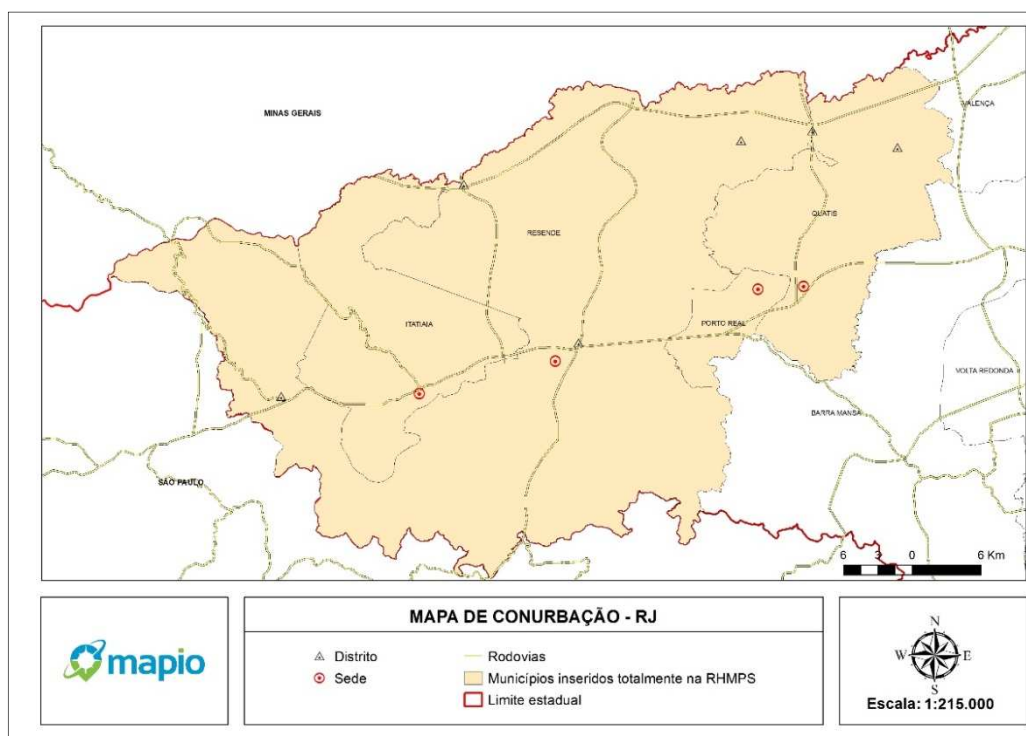 MINAS GERAIS
VALENÇA
QUATIS
RESENDE
ITATIAIA
PORTO REAL
VOLTA REDONDA
BARRA MANSA
SÃO PAULO
6 3 0 6 Km
mapio
MAPA DE CONURBAÇÃO - RJ
Distrito
Sede
Rodovias
Municípios inseridos totalmente na RHMPS
Limite estadual
N
W E
S
Escala: 1:215.000